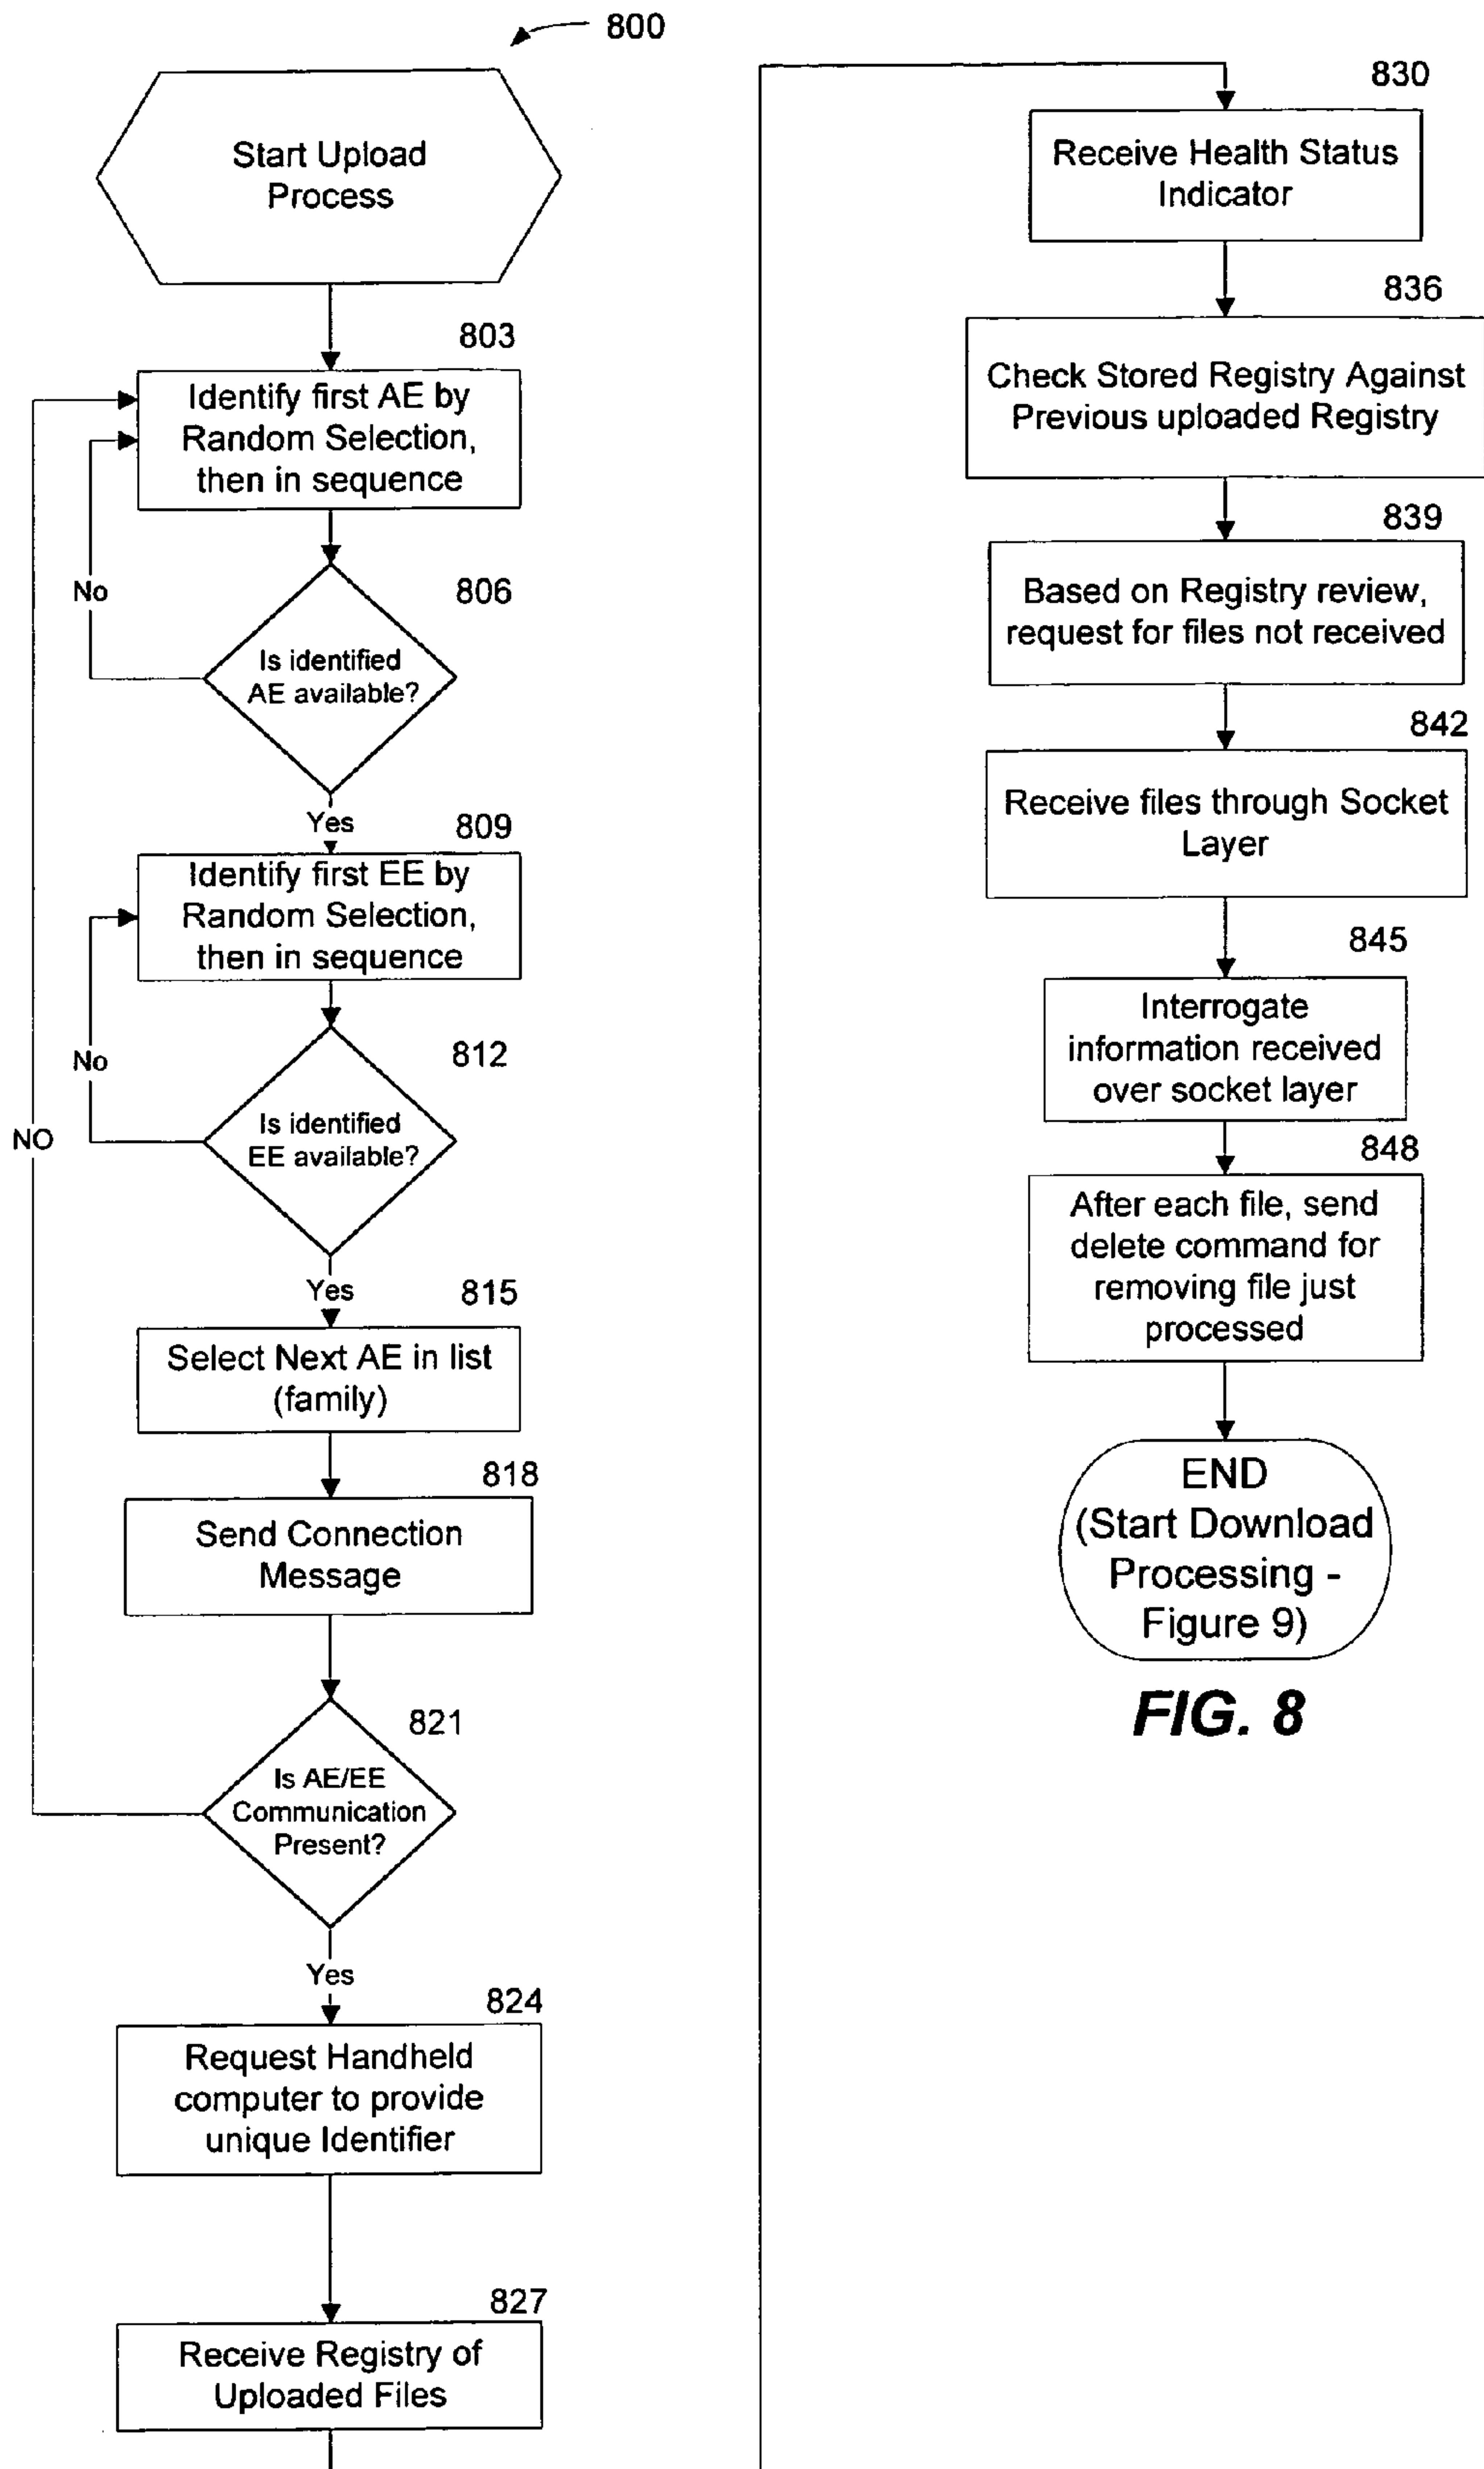 800
Start Upload
Process
803
Identify first AE by
Random Selection,
then in sequence
No
806
Is identified
AE available?
Yes
809
Identify first EE by
Random Selection,
then in sequence
No
812
Is identified
EE available?
NO
Yes
815
Select Next AE in list
(family)
818
Send Connection
Message
821
Is AE/EE
Communication
Present?
Yes
824
Request Handheld
computer to provide
unique Identifier
827
Receive Registry of
Uploaded Files
830
Receive Health Status
Indicator
836
Check Stored Registry Against
Previous uploaded Registry
839
Based on Registry review,
request for files not received
842
Receive files through Socket
Layer
845
Interrogate
information received
over socket layer
848
After each file, send
delete command for
removing file just
processed
END
(Start Download
Processing -
Figure 9)
FIG. 8